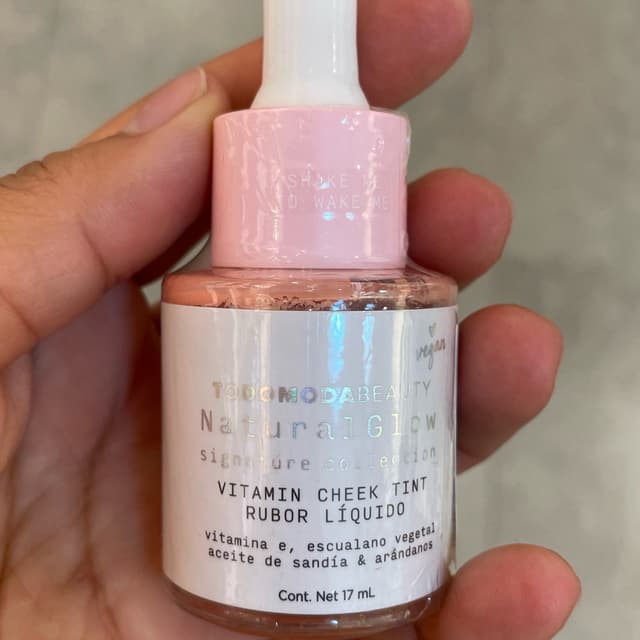 SHAKE ME
TO WAKE ME
vegan
TODOMODABEAUTY
NaturalGlow
signature collection
VITAMIN CHEEK TINT
RUBOR LÍQUIDO
vitamina e, escualano vegetal
aceite de sandía & arándanos
Cont. Net 17 mL